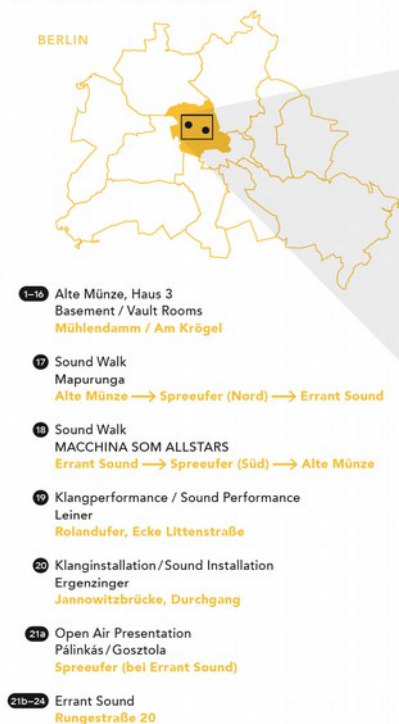 BERLIN
1–16 Alte Münze, Haus 3
Basement / Vault Rooms
Mühlendamm / Am Krögel
17 Sound Walk
Mapurunga
Alte Münze → Spreeufer (Nord) → Errant Sound
18 Sound Walk
MACCHINA SOM ALLSTARS
Errant Sound → Spreeufer (Süd) → Alte Münze
19 Klangperformance / Sound Performance
Leiner
Rolandufer, Ecke Littenstraße
20 Klanginstallation / Sound Installation
Ergenzinger
Jannowitzbrücke, Durchgang
21a Open Air Presentation
Pálinkás / Gosztola
Spreeufer (bei Errant Sound)
21b–24 Errant Sound
Rungestraße 20